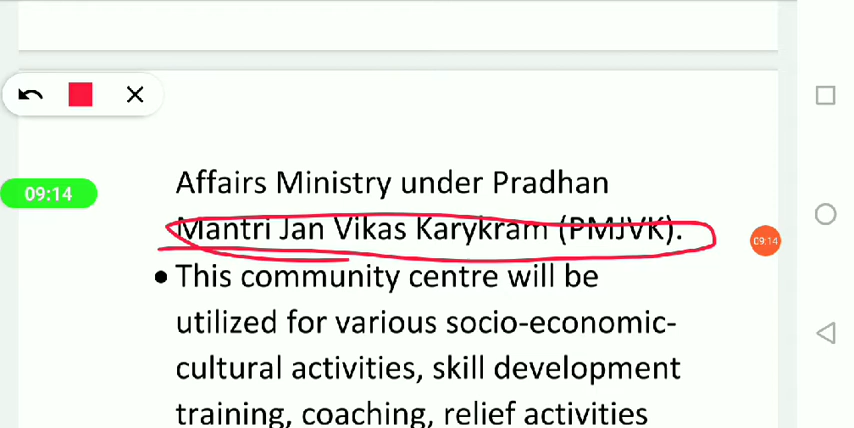 Affairs Ministry under Pradhan
09:14
Mantri Jan Vikas Karykram (PMJVK).
09:14
• This community centre will be
utilized for various socio-economic-
cultural activities, skill development
training, coaching, relief activities